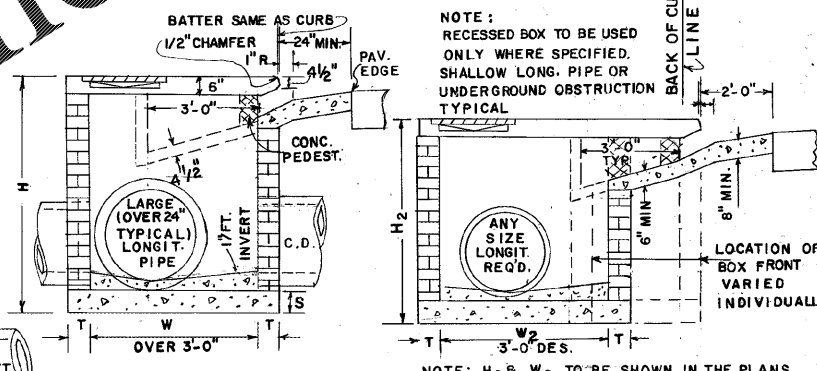 BATTER SAME AS CURB
1/2" CHAMFER
24" MIN.
1" R.
4 1/2"
PAV.
EDGE
6"
3'-0"
CONC.
PEDEST.
4 1/2"
H
LARGE
(OVER 24"
TYPICAL)
LONGIT.
PIPE
INVERT
C.D.
S
T
W
T
OVER 3'-0"
NOTE:
RECESSED BOX TO BE USED
ONLY WHERE SPECIFIED.
SHALLOW LONG. PIPE OR
UNDERGROUND OBSTRUCTION
TYPICAL
BACK OF CU
LINE
2'-0"
3'-0"
TYP.
H2
6" MIN
8" MIN.
ANY
SIZE
LONGIT.
REQ'D.
LOCATION OF
BOX FRONT
VARIED
INDIVIDUALL
T
W2
T
3'-0" DES.
NOTE: H2 & W2 TO BE SHOWN IN THE PLANS